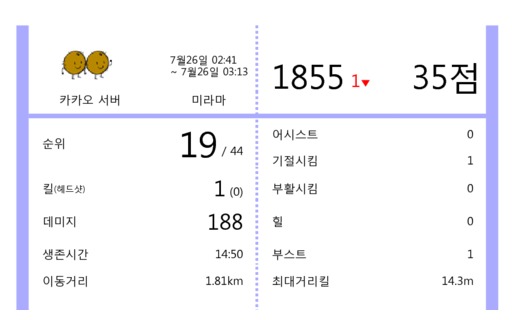 7월26일 02:41
~ 7월26일 03:13
카카오 서버 미라마
1855 1▼ 35점
순위 19 / 44
킬(헤드샷) 1 (0)
데미지 188
생존시간 14:50
이동거리 1.81km
어시스트 0
기절시킴 1
부활시킴 0
힐 0
부스트 1
최대거리킬 14.3m